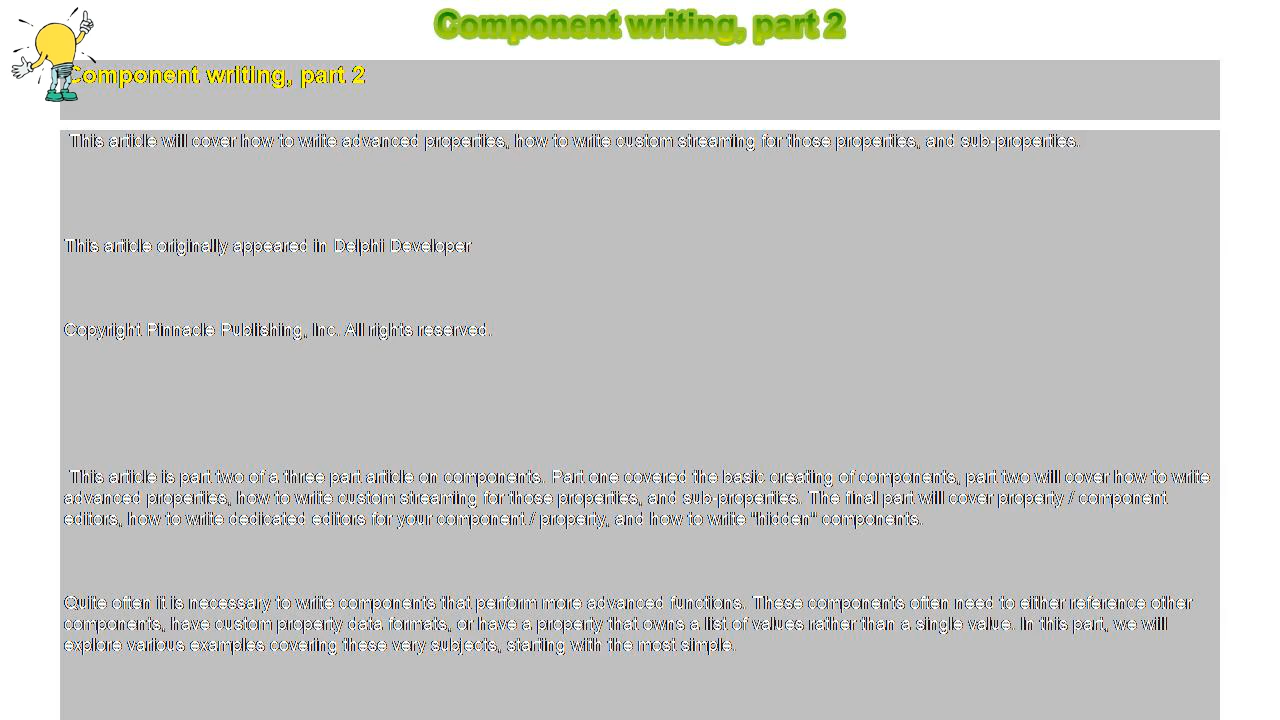 Component writing, part 2
Component writing, part 2
This article will cover how to write advanced properties, how to write custom streaming for those properties, and sub-properties.
This article originally appeared in Delphi Developer
Copyright Pinnacle Publishing, Inc. All rights reserved.
This article is part two of a three part article on components. Part one covered the basic creating of components, part two will cover how to write
advanced properties, how to write custom streaming for those properties, and sub-properties. The final part will cover property / component
editors, how to write dedicated editors for your component / property, and how to write "hidden" components.
Quite often it is necessary to write components that perform more advanced functions. These components often need to either reference other
components, have custom property data formats, or have a property that owns a list of values rather than a single value. In this part, we will
explore various examples covering these very subjects, starting with the most simple.